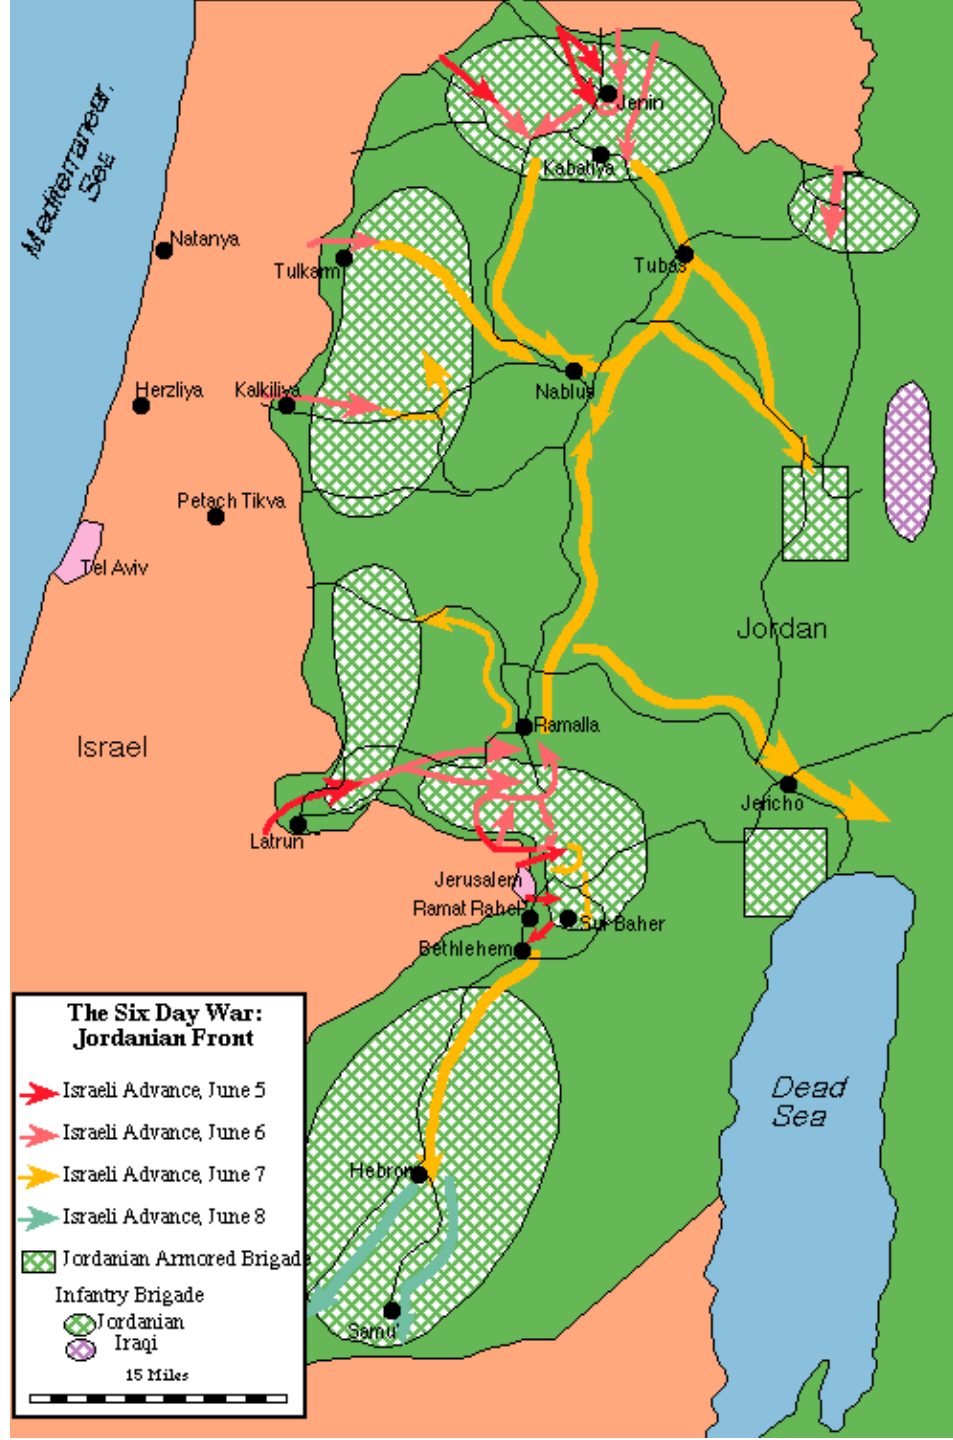 Mediterranear.
Sea
Jenin
Kabatiya
Natanya
Tulkarm
Tubas
Herzliya
Kalkiliya
Nablus
Petach Tikva
Tel Aviv
Jordan
Israel
Ramalla
Jericho
Latrun
Jerusalem
Ramat Rahel
Sur Baher
Bethlehem
Dead
Sea
Hebron
Samu'
The Six Day War:
Jordanian Front
Israeli Advance, June 5
Israeli Advance, June 6
Israeli Advance, June 7
Israeli Advance, June 8
Jordanian Armored Brigade
Infantry Brigade
Jordanian
Iraqi
15 Miles